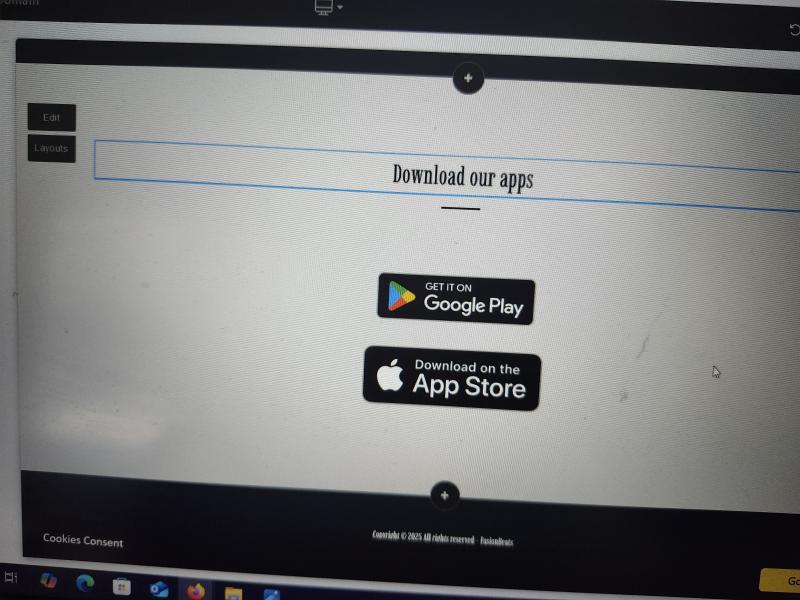 Edit
Layouts
Download our apps
GET IT ON
Google Play
Download on the
App Store
Copyright © 2025 All rights reserved - FusionBeats
Cookies Consent